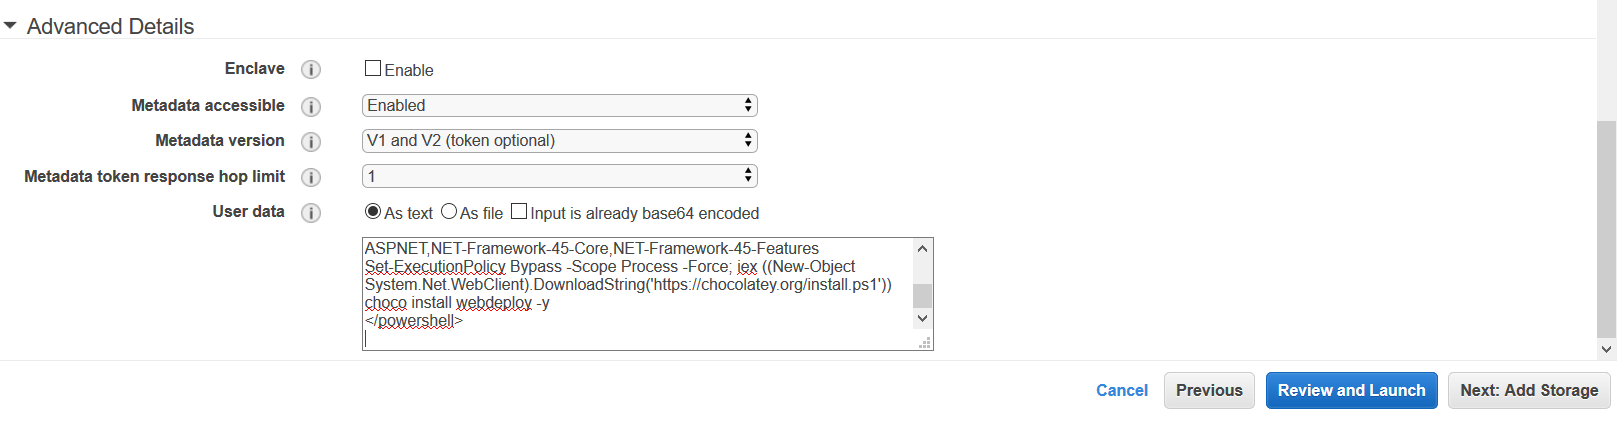 Advanced Details
Enclave i Enable
Metadata accessible i Enabled
Metadata version i V1 and V2 (token optional)
Metadata token response hop limit i 1
User data i As text As file Input is already base64 encoded
ASPNET,NET-Framework-45-Core,NET-Framework-45-Features
Set-ExecutionPolicy Bypass -Scope Process -Force; iex ((New-Object
System.Net.WebClient).DownloadString('https://chocolatey.org/install.ps1'))
choco install webdeploy -y
</powershell>
Cancel Previous Review and Launch Next: Add Storage